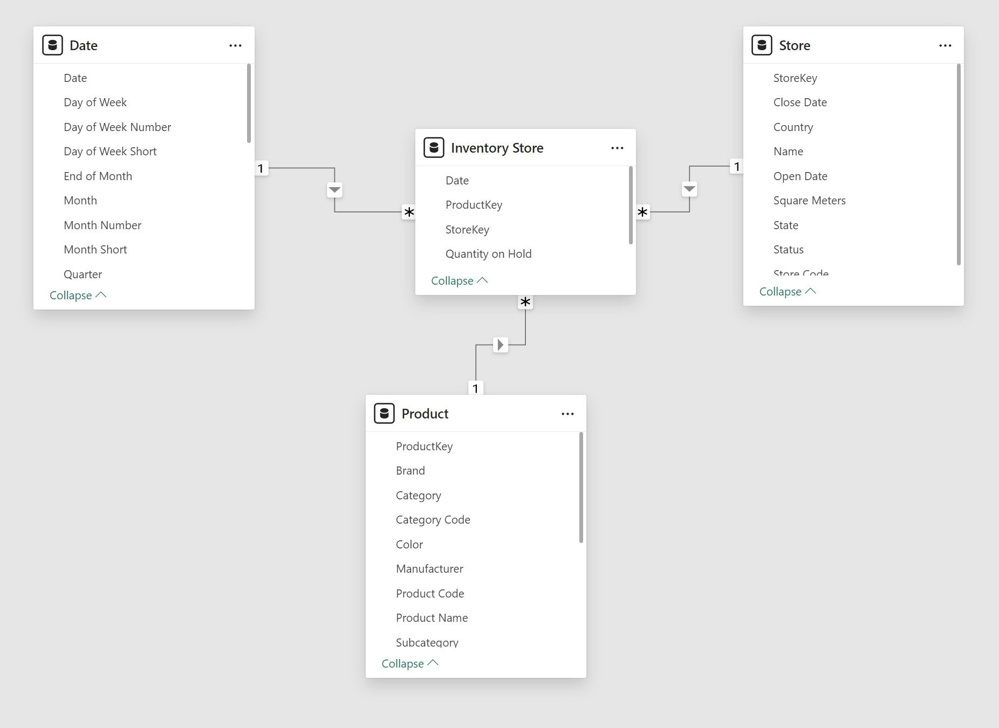 Date
Date
Day of Week
Day of Week Number
Day of Week Short
End of Month
Month
Month Number
Month Short
Quarter
Collapse
1
*
Inventory Store
Date
ProductKey
StoreKey
Quantity on Hold
Collapse
*
1
Store
StoreKey
Close Date
Country
Name
Open Date
Square Meters
State
Status
Store Code
Collapse
*
1
Product
ProductKey
Brand
Category
Category Code
Color
Manufacturer
Product Code
Product Name
Subcategory
Collapse